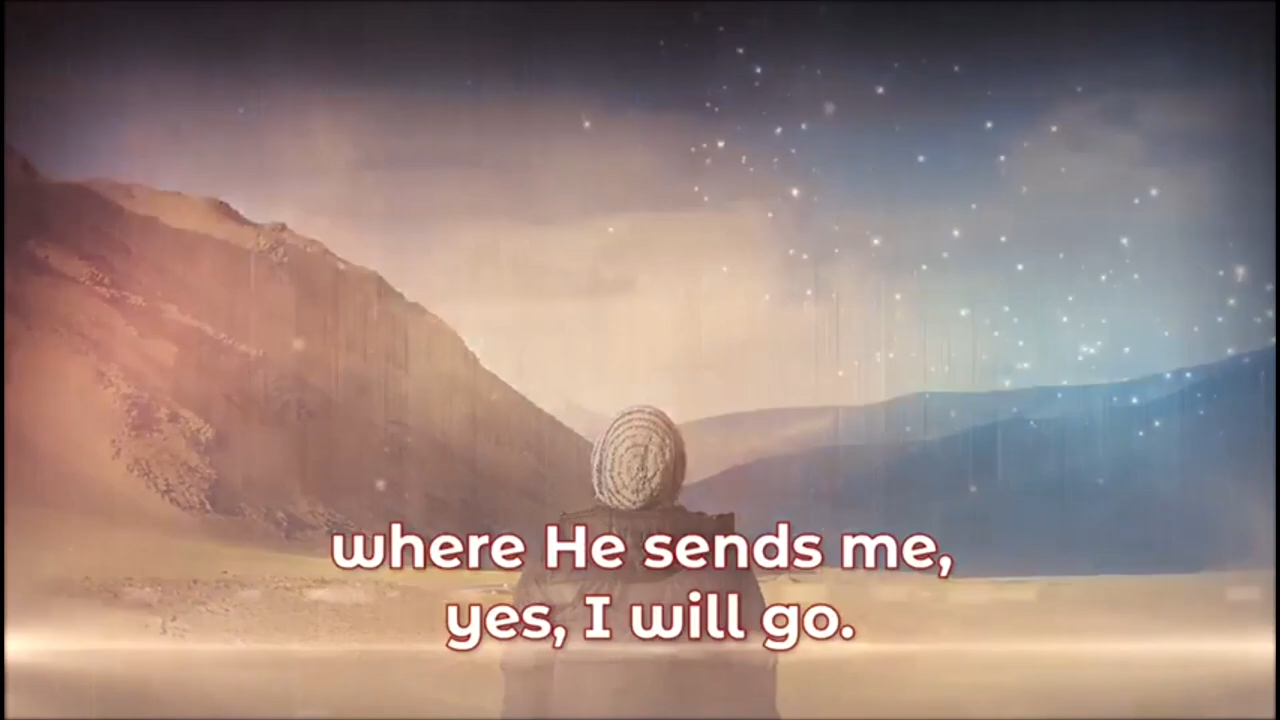 where He sends me,
yes, I will go.